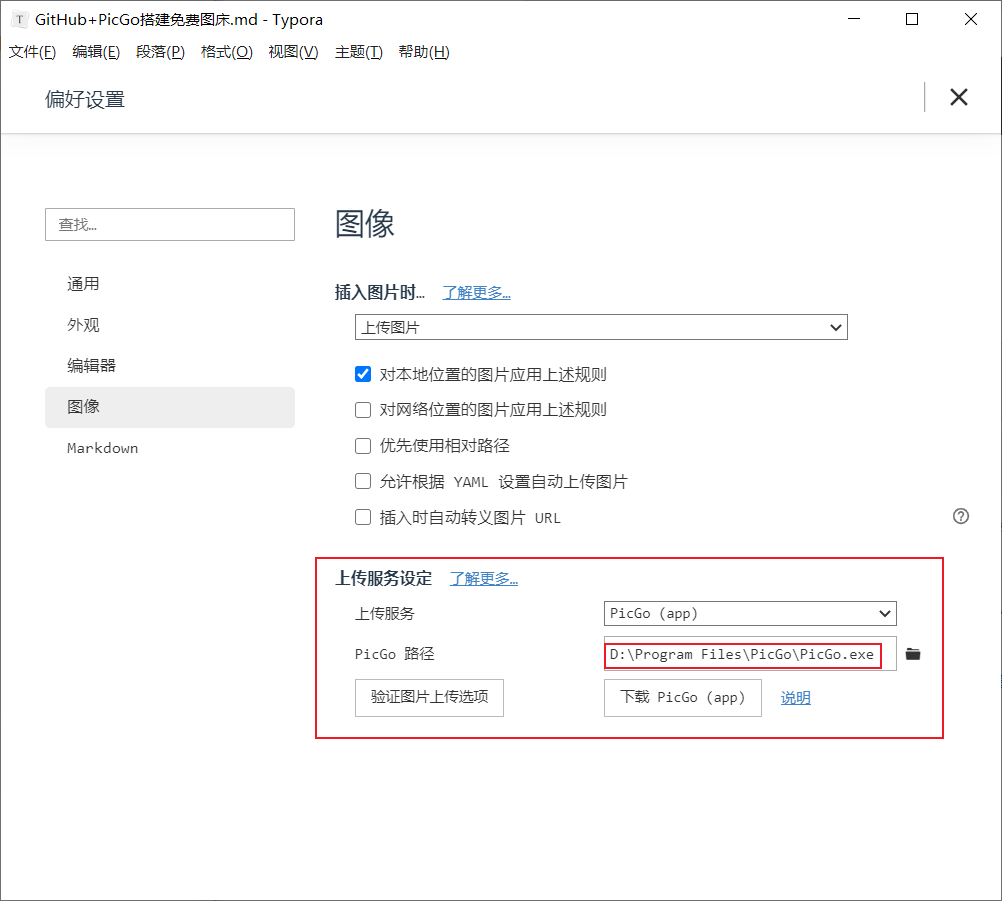 T GitHub+PicGo搭建免费图床.md - Typora
文件(F) 编辑(E) 段落(P) 格式(O) 视图(V) 主题(T) 帮助(H)
偏好设置
查找…
通用
外观
编辑器
图像
Markdown
图像
插入图片时… 了解更多…
上传图片
对本地位置的图片应用上述规则
对网络位置的图片应用上述规则
优先使用相对路径
允许根据 YAML 设置自动上传图片
插入时自动转义图片 URL
上传服务设定 了解更多…
上传服务 PicGo (app)
PicGo 路径 D:\Program Files\PicGo\PicGo.exe
验证图片上传选项 下载 PicGo (app) 说明